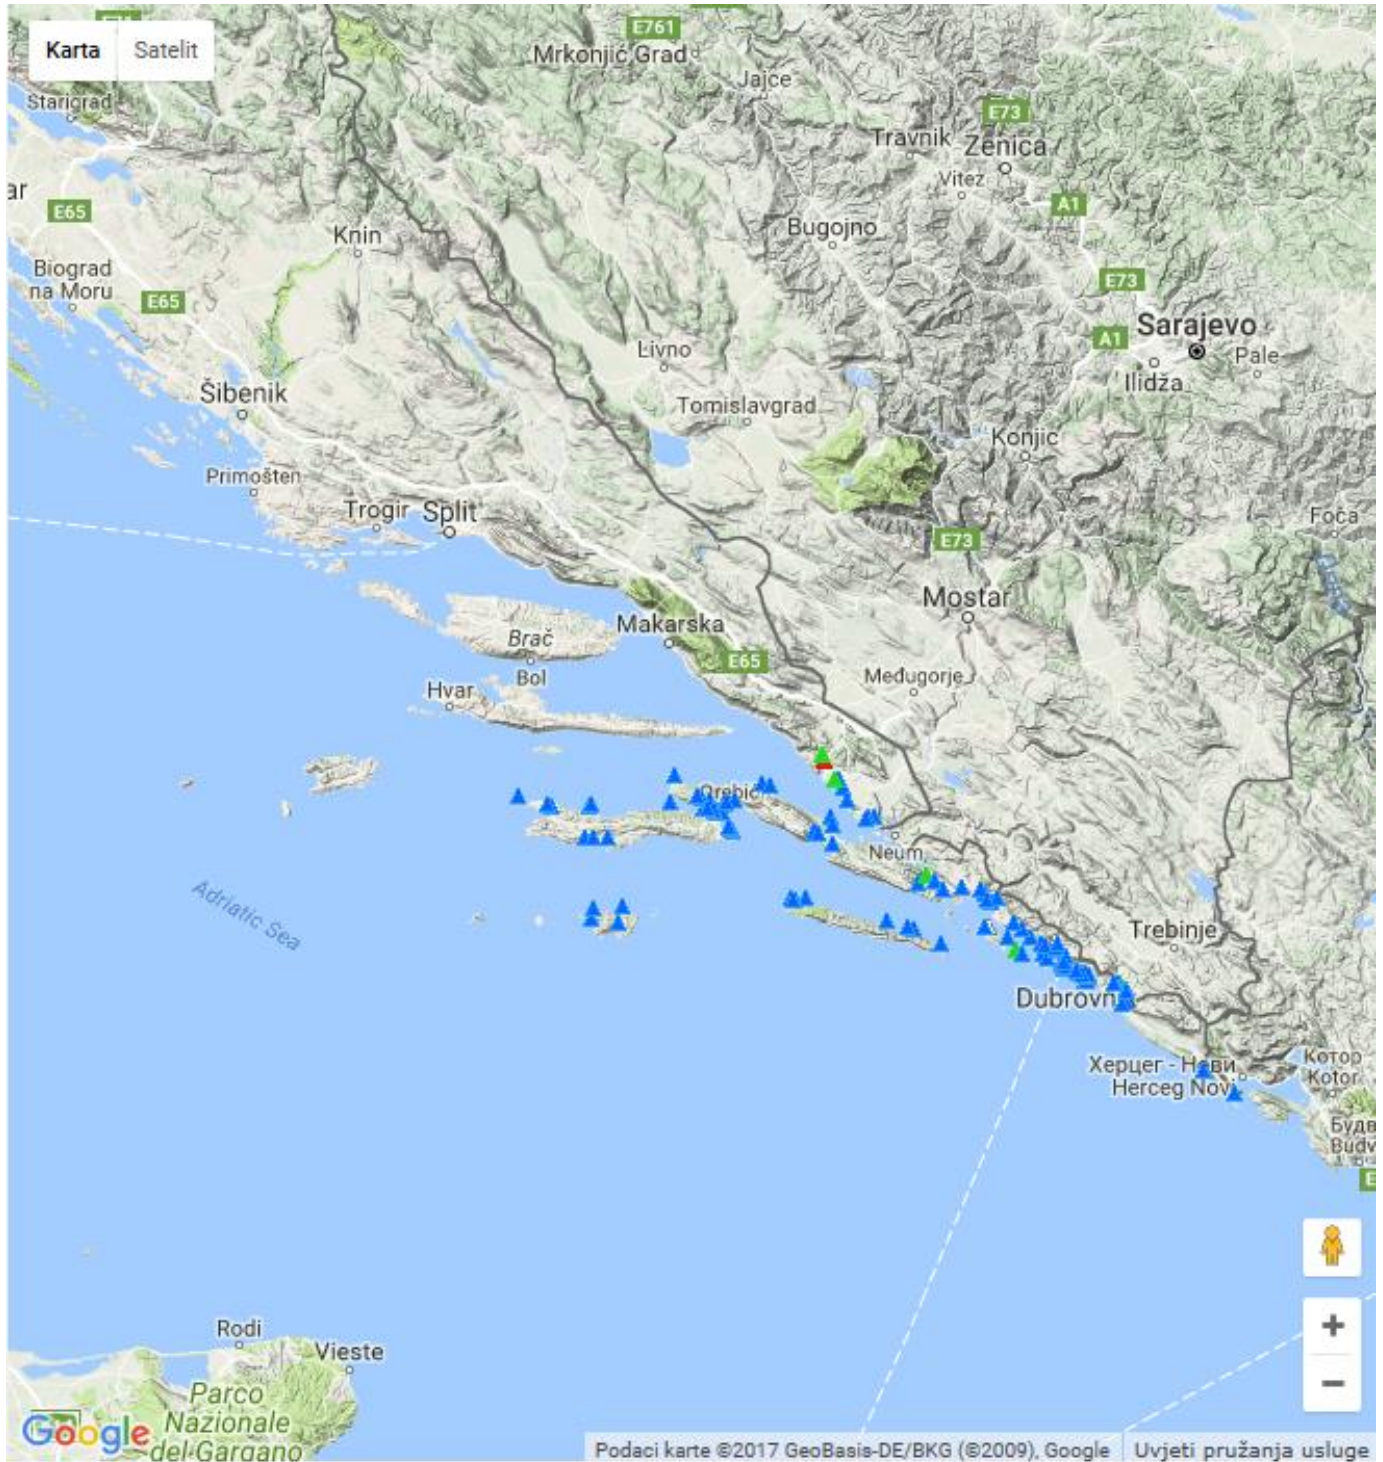 E761
Karta
Satelit
Mrkonjić Grad
Jajce
Starigrad
E73
Travnik
Zenica
Vitez
ar
E65
A1
Knin
Bugojno
Biograd
na Moru
E65
E73
Sarajevo
A1
Pale
Livno
Ilidža
Šibenik
Tomislavgrad
Konjic
Primošten
Trogir
Split
Foča
E73
Mostar
Makarska
Brač
E65
Bol
Međugorje
Hvar
Orebić
Neum
Adriatic Sea
Trebinje
Dubrovn
Херцег - Нови
Herceg Novi
Котор
Kotor
Будв
Budv
E
Rodi
Vieste
Parco
Nazionale
del Gargano
Google
Podaci karte ©2017 GeoBasis-DE/BKG (©2009), Google
Uvjeti pružanja usluge